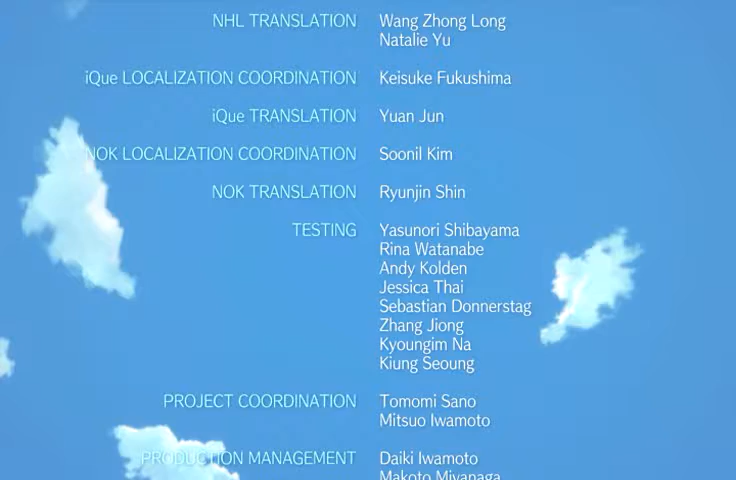 NHL TRANSLATION Wang Zhong Long
Natalie Yu
iQue LOCALIZATION COORDINATION Keisuke Fukushima
iQue TRANSLATION Yuan Jun
NOK LOCALIZATION COORDINATION Soonil Kim
NOK TRANSLATION Ryunjin Shin
TESTING Yasunori Shibayama
Rina Watanabe
Andy Kolden
Jessica Thai
Sebastian Donnerstag
Zhang Jiong
Kyoungim Na
Kiung Seoung
PROJECT COORDINATION Tomomi Sano
Mitsuo Iwamoto
PRODUCTION MANAGEMENT Daiki Iwamoto
Makoto Miyanaga